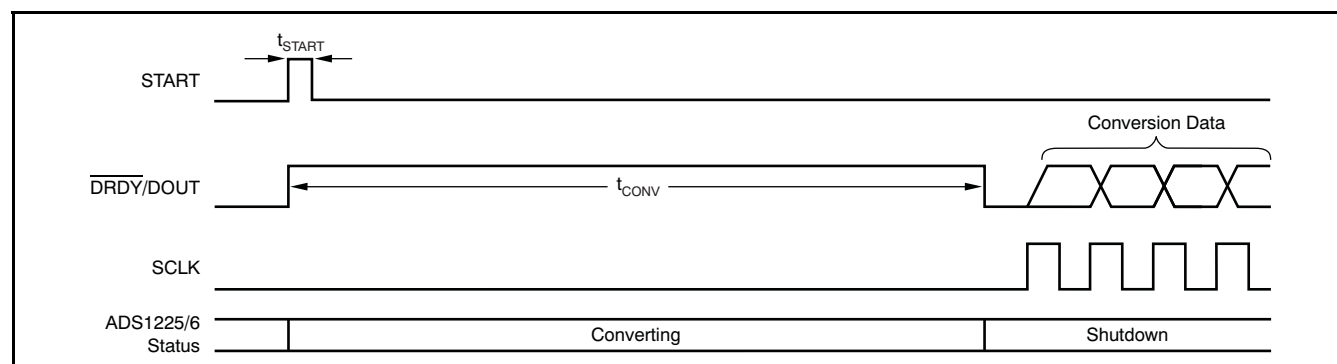 tSTART
START
Conversion Data
DRDY/DOUT
tCONV
SCLK
ADS1225/6
Status
Converting
Shutdown